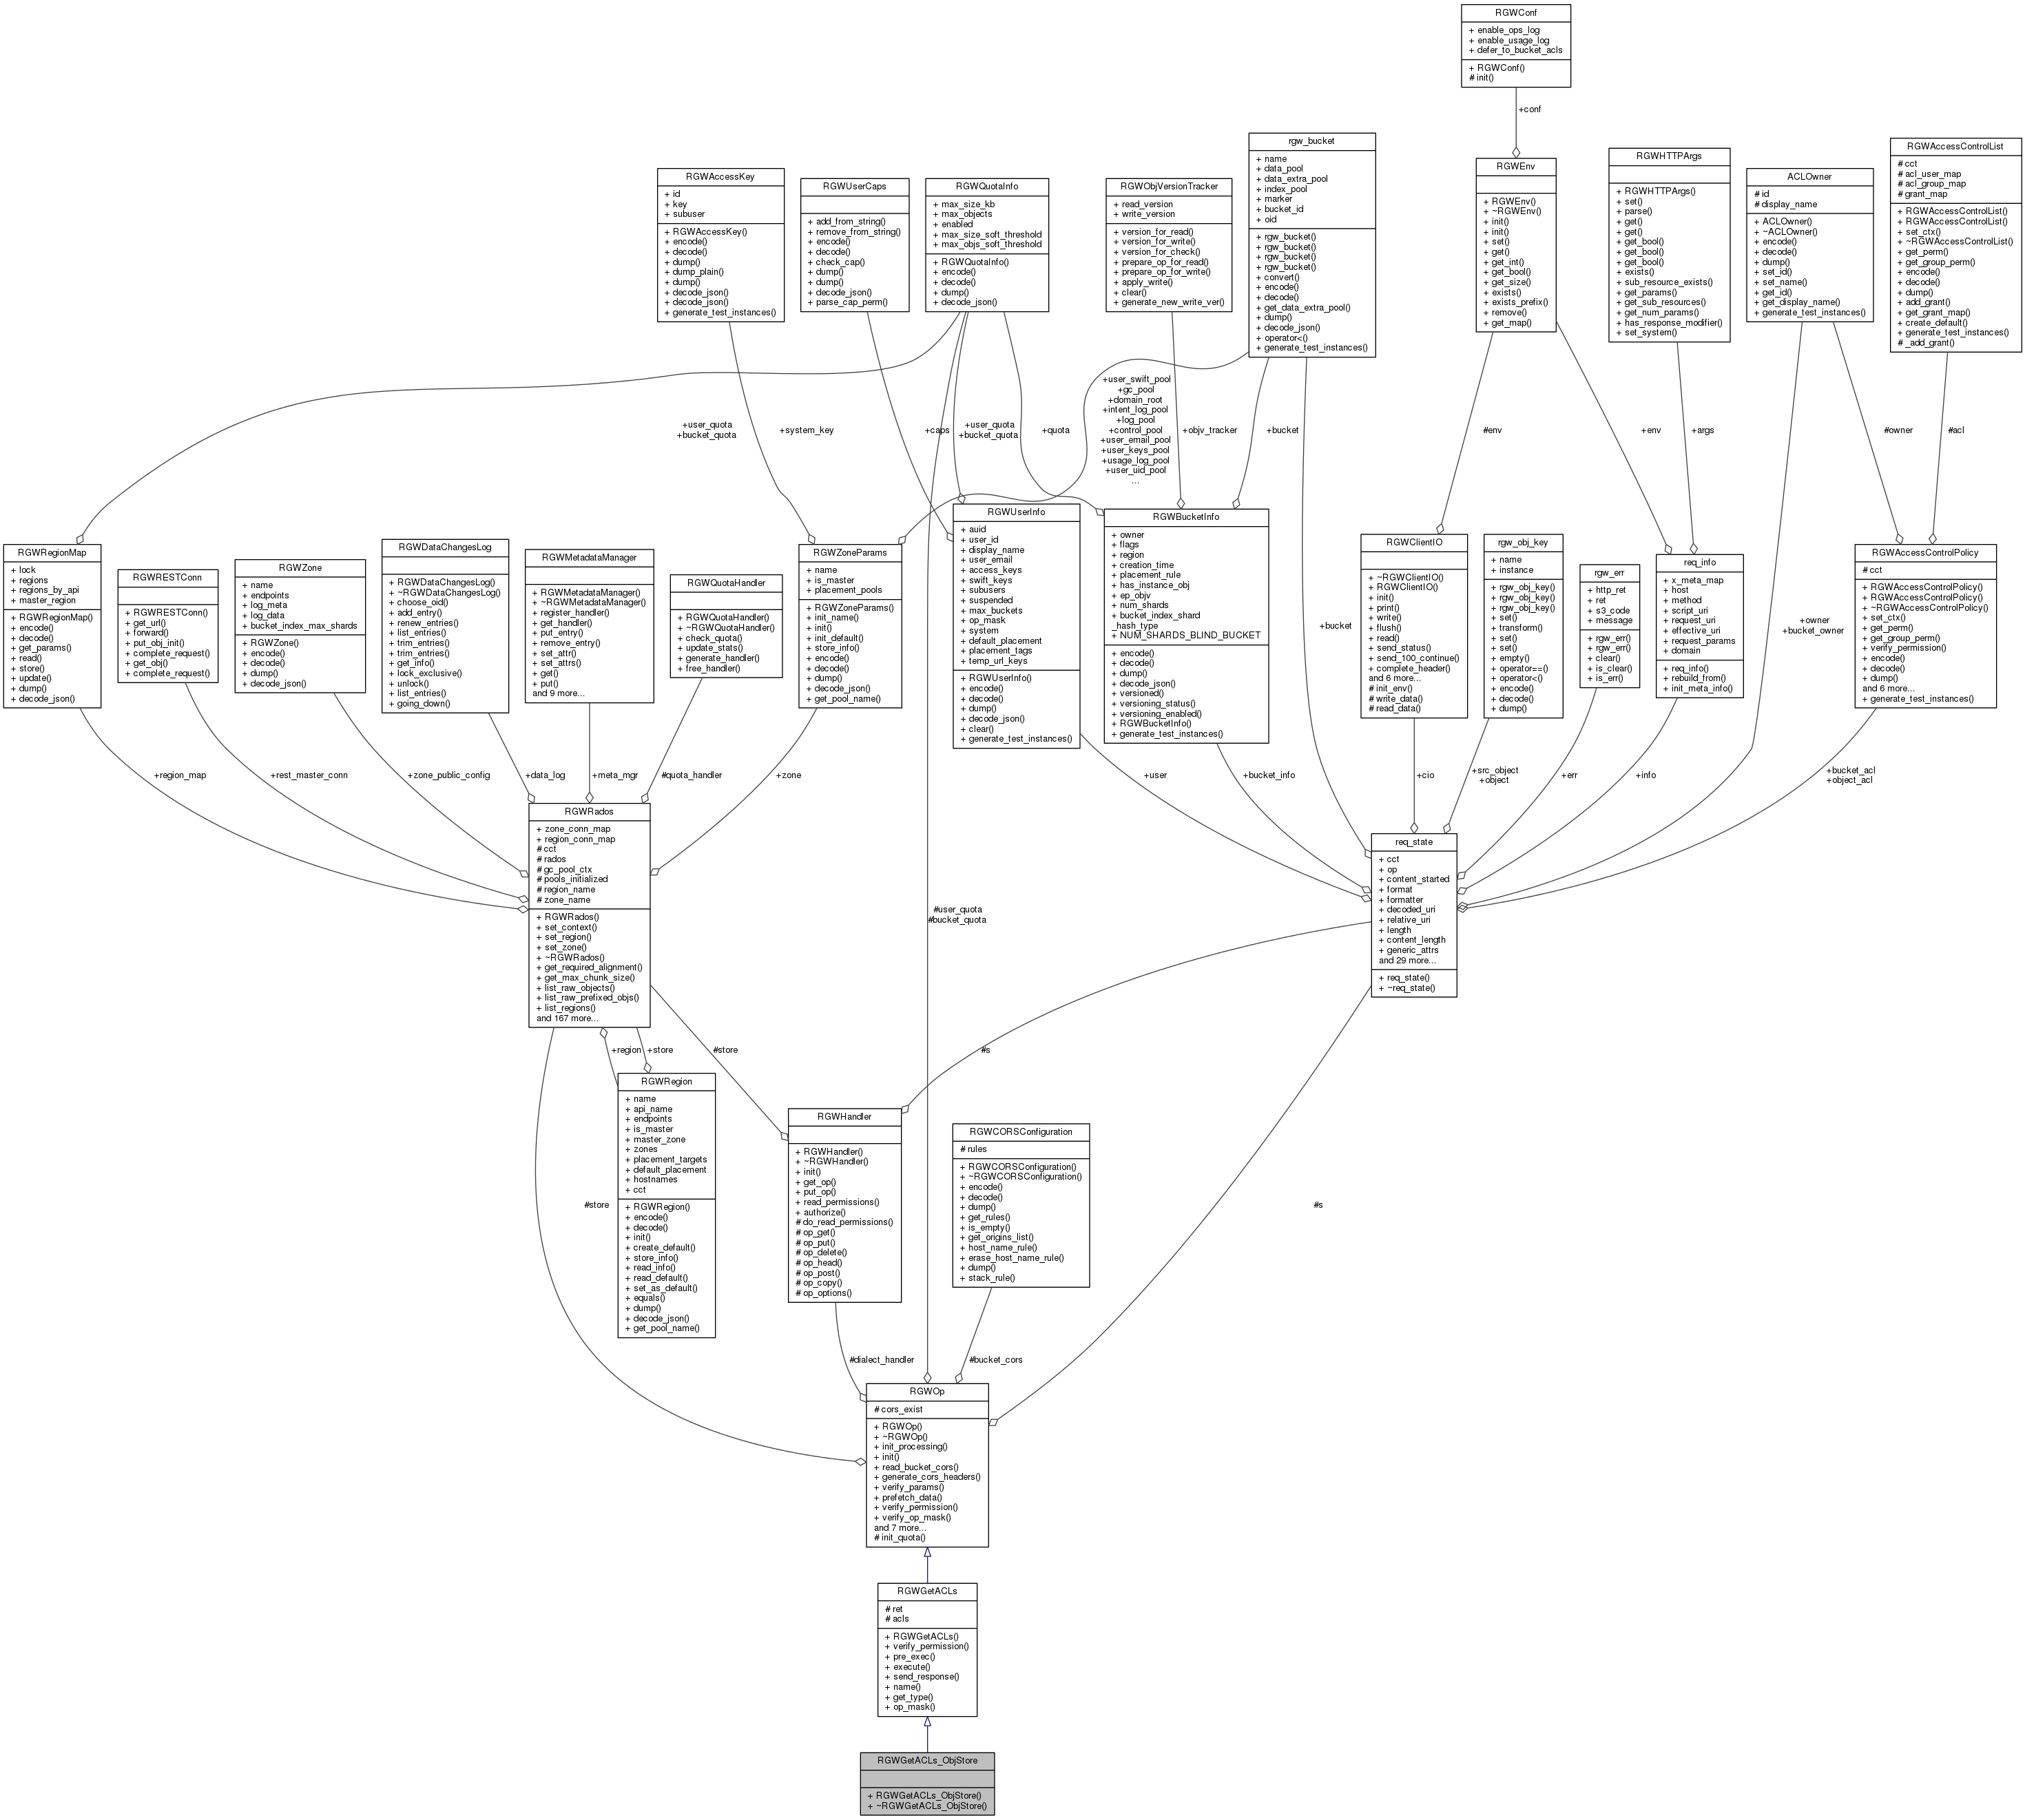 RGWConf
+ enable_ops_log
+ enable_usage_log
+ defer_to_bucket_acls
+ RGWConf()
# init()
+conf
rgw_bucket
+ name
+ data_pool
+ data_extra_pool
+ index_pool
+ marker
+ bucket_id
+ oid
+ rgw_bucket()
+ rgw_bucket()
+ rgw_bucket()
+ rgw_bucket()
+ convert()
+ encode()
+ decode()
+ get_data_extra_pool()
+ dump()
+ decode_json()
+ operator<()
+ generate_test_instances()
RGWAccessControlList
# cct
# acl_user_map
# acl_group_map
# grant_map
+ RGWAccessControlList()
+ RGWAccessControlList()
+ set_ctx()
+ ~RGWAccessControlList()
+ get_perm()
+ get_group_perm()
+ encode()
+ decode()
+ dump()
+ add_grant()
+ get_grant_map()
+ create_default()
+ generate_test_instances()
# _add_grant()
RGWHTTPArgs
+ RGWHTTPArgs()
+ set()
+ parse()
+ get()
+ get()
+ get_bool()
+ get_bool()
+ get_bool()
+ exists()
+ sub_resource_exists()
+ get_params()
+ get_sub_resources()
+ get_num_params()
+ has_response_modifier()
+ set_system()
RGWEnv
+ RGWEnv()
+ ~RGWEnv()
+ init()
+ init()
+ set()
+ get()
+ get_int()
+ get_bool()
+ get_size()
+ exists()
+ exists_prefix()
+ remove()
+ get_map()
ACLOwner
# id
# display_name
+ ACLOwner()
+ ~ACLOwner()
+ encode()
+ decode()
+ dump()
+ set_id()
+ set_name()
+ get_id()
+ get_display_name()
+ generate_test_instances()
RGWAccessKey
+ id
+ key
+ subuser
+ RGWAccessKey()
+ encode()
+ decode()
+ dump()
+ dump_plain()
+ dump()
+ decode_json()
+ decode_json()
+ generate_test_instances()
RGWUserCaps
+ add_from_string()
+ remove_from_string()
+ encode()
+ decode()
+ check_cap()
+ dump()
+ dump()
+ decode_json()
+ parse_cap_perm()
RGWQuotaInfo
+ max_size_kb
+ max_objects
+ enabled
+ max_size_soft_threshold
+ max_objs_soft_threshold
+ RGWQuotaInfo()
+ encode()
+ decode()
+ dump()
+ decode_json()
RGWObjVersionTracker
+ read_version
+ write_version
+ version_for_read()
+ version_for_write()
+ version_for_check()
+ prepare_op_for_read()
+ prepare_op_for_write()
+ apply_write()
+ clear()
+ generate_new_write_ver()
+user_quota
+bucket_quota
+system_key
+caps
+user_quota
+bucket_quota
+quota
+user_swift_pool
+gc_pool
+domain_root
+intent_log_pool
+log_pool
+control_pool
+user_email_pool
+user_keys_pool
+usage_log_pool
+user_uid_pool
...
+objv_tracker
+bucket
#env
+env
+args
#owner
#acl
RGWRegionMap
+ lock
+ regions
+ regions_by_api
+ master_region
+ RGWRegionMap()
+ encode()
+ decode()
+ get_params()
+ read()
+ store()
+ update()
+ dump()
+ decode_json()
RGWRESTConn
+ RGWRESTConn()
+ get_url()
+ forward()
+ put_obj_init()
+ complete_request()
+ get_obj()
+ complete_request()
RGWZone
+ name
+ endpoints
+ log_meta
+ log_data
+ bucket_index_max_shards
+ RGWZone()
+ encode()
+ decode()
+ dump()
+ decode_json()
RGWDataChangesLog
+ RGWDataChangesLog()
+ ~RGWDataChangesLog()
+ choose_oid()
+ add_entry()
+ renew_entries()
+ list_entries()
+ trim_entries()
+ trim_entries()
+ get_info()
+ lock_exclusive()
+ unlock()
+ list_entries()
+ going_down()
RGWMetadataManager
+ RGWMetadataManager()
+ ~RGWMetadataManager()
+ register_handler()
+ get_handler()
+ put_entry()
+ remove_entry()
+ set_attr()
+ set_attrs()
+ get()
+ put()
and 9 more...
RGWQuotaHandler
+ RGWQuotaHandler()
+ ~RGWQuotaHandler()
+ check_quota()
+ update_stats()
+ generate_handler()
+ free_handler()
RGWZoneParams
+ name
+ is_master
+ placement_pools
+ RGWZoneParams()
+ init_name()
+ init()
+ init_default()
+ store_info()
+ encode()
+ decode()
+ dump()
+ decode_json()
+ get_pool_name()
RGWUserInfo
+ auid
+ user_id
+ display_name
+ user_email
+ access_keys
+ swift_keys
+ subusers
+ suspended
+ max_buckets
+ op_mask
+ system
+ default_placement
+ placement_tags
+ temp_url_keys
+ RGWUserInfo()
+ encode()
+ decode()
+ dump()
+ decode_json()
+ clear()
+ generate_test_instances()
RGWBucketInfo
+ owner
+ flags
+ region
+ creation_time
+ placement_rule
+ has_instance_obj
+ ep_objv
+ num_shards
+ bucket_index_shard
_hash_type
+ NUM_SHARDS_BLIND_BUCKET
+ encode()
+ decode()
+ dump()
+ decode_json()
+ versioned()
+ versioning_status()
+ versioning_enabled()
+ RGWBucketInfo()
+ generate_test_instances()
+bucket
RGWClientIO
+ ~RGWClientIO()
+ RGWClientIO()
+ init()
+ print()
+ write()
+ flush()
+ read()
+ send_status()
+ send_100_continue()
+ complete_header()
and 6 more...
# init_env()
# write_data()
# read_data()
rgw_obj_key
+ name
+ instance
+ rgw_obj_key()
+ rgw_obj_key()
+ rgw_obj_key()
+ set()
+ transform()
+ set()
+ set()
+ empty()
+ operator==()
+ operator<()
+ encode()
+ decode()
+ dump()
rgw_err
+ http_ret
+ ret
+ s3_code
+ message
+ rgw_err()
+ rgw_err()
+ clear()
+ is_clear()
+ is_err()
req_info
+ x_meta_map
+ host
+ method
+ script_uri
+ request_uri
+ effective_uri
+ request_params
+ domain
+ req_info()
+ rebuild_from()
+ init_meta_info()
+owner
+bucket_owner
RGWAccessControlPolicy
# cct
+ RGWAccessControlPolicy()
+ RGWAccessControlPolicy()
+ ~RGWAccessControlPolicy()
+ set_ctx()
+ get_perm()
+ get_group_perm()
+ verify_permission()
+ encode()
+ decode()
+ dump()
and 6 more...
+ generate_test_instances()
+region_map
+rest_master_conn
+zone_public_config
+data_log
+meta_mgr
#quota_handler
+zone
+user
+bucket_info
+cio
+src_object
+object
+err
+info
+bucket_acl
+object_acl
RGWRados
+ zone_conn_map
+ region_conn_map
# cct
# rados
# gc_pool_ctx
# pools_initialized
# region_name
# zone_name
+ RGWRados()
+ set_context()
+ set_region()
+ set_zone()
+ ~RGWRados()
+ get_required_alignment()
+ get_max_chunk_size()
+ list_raw_objects()
+ list_raw_prefixed_objs()
+ list_regions()
and 167 more...
#user_quota
#bucket_quota
req_state
+ cct
+ op
+ content_started
+ format
+ formatter
+ decoded_uri
+ relative_uri
+ length
+ content_length
+ generic_attrs
and 29 more...
+ req_state()
+ ~req_state()
+region
+store
#store
#s
RGWRegion
+ name
+ api_name
+ endpoints
+ is_master
+ master_zone
+ zones
+ placement_targets
+ default_placement
+ hostnames
+ cct
+ RGWRegion()
+ encode()
+ decode()
+ init()
+ create_default()
+ store_info()
+ read_info()
+ read_default()
+ set_as_default()
+ equals()
+ dump()
+ decode_json()
+ get_pool_name()
RGWHandler
+ RGWHandler()
+ ~RGWHandler()
+ init()
+ get_op()
+ put_op()
+ read_permissions()
+ authorize()
# do_read_permissions()
# op_get()
# op_put()
# op_delete()
# op_head()
# op_post()
# op_copy()
# op_options()
RGWCORSConfiguration
# rules
+ RGWCORSConfiguration()
+ ~RGWCORSConfiguration()
+ encode()
+ decode()
+ dump()
+ get_rules()
+ is_empty()
+ get_origins_list()
+ host_name_rule()
+ erase_host_name_rule()
+ dump()
+ stack_rule()
#store
#s
#dialect_handler
#bucket_cors
RGWOp
# cors_exist
+ RGWOp()
+ ~RGWOp()
+ init_processing()
+ init()
+ read_bucket_cors()
+ generate_cors_headers()
+ verify_params()
+ prefetch_data()
+ verify_permission()
+ verify_op_mask()
and 7 more...
# init_quota()
RGWGetACLs
# ret
# acls
+ RGWGetACLs()
+ verify_permission()
+ pre_exec()
+ execute()
+ send_response()
+ name()
+ get_type()
+ op_mask()
RGWGetACLs_ObjStore
+ RGWGetACLs_ObjStore()
+ ~RGWGetACLs_ObjStore()